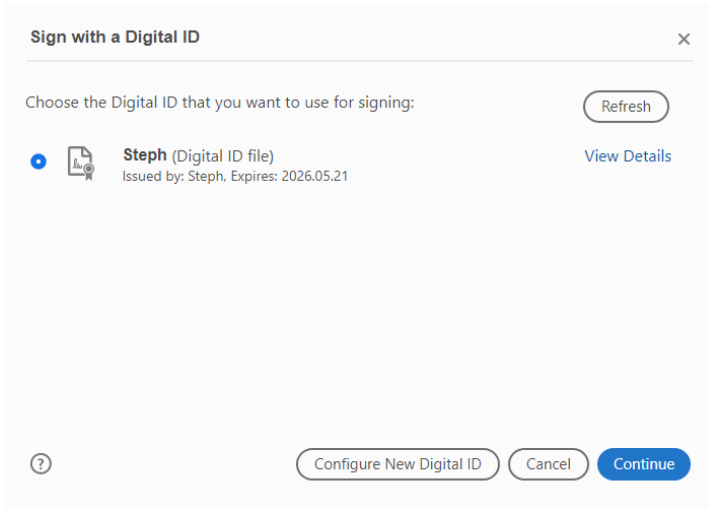 Sign with a Digital ID
Choose the Digital ID that you want to use for signing:
Refresh
Steph (Digital ID file)
View Details
Issued by: Steph, Expires: 2026.05.21
?
Configure New Digital ID
Cancel
Continue